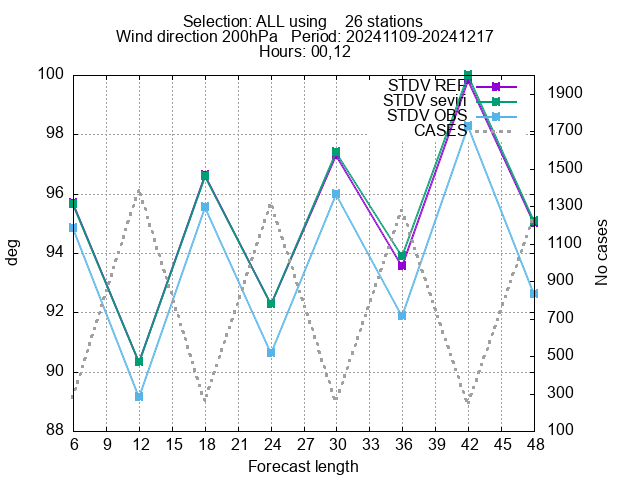 Selection: ALL using    26 stations
Wind direction 200hPa   Period: 20241109-20241217
Hours: 00,12
STDV REF
STDV seviri
STDV OBS
CASES
100
98
96
94
92
90
88
deg
1900
1700
1500
1300
1100
900
700
500
300
100
No cases
6 9 12 15 18 21 24 27 30 33 36 39 42 45 48
Forecast length